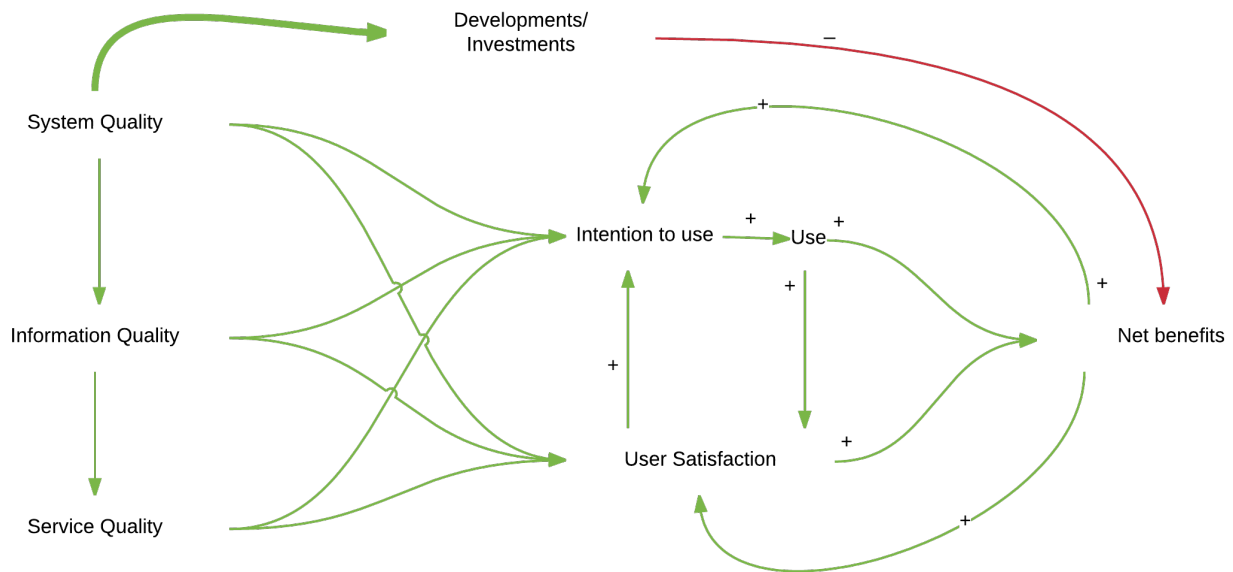 Developments/
Investments
–
+
System Quality
+
Intention to use
+
Use
+
+
+
Information Quality
Net benefits
+
+
User Satisfaction
+
Service Quality